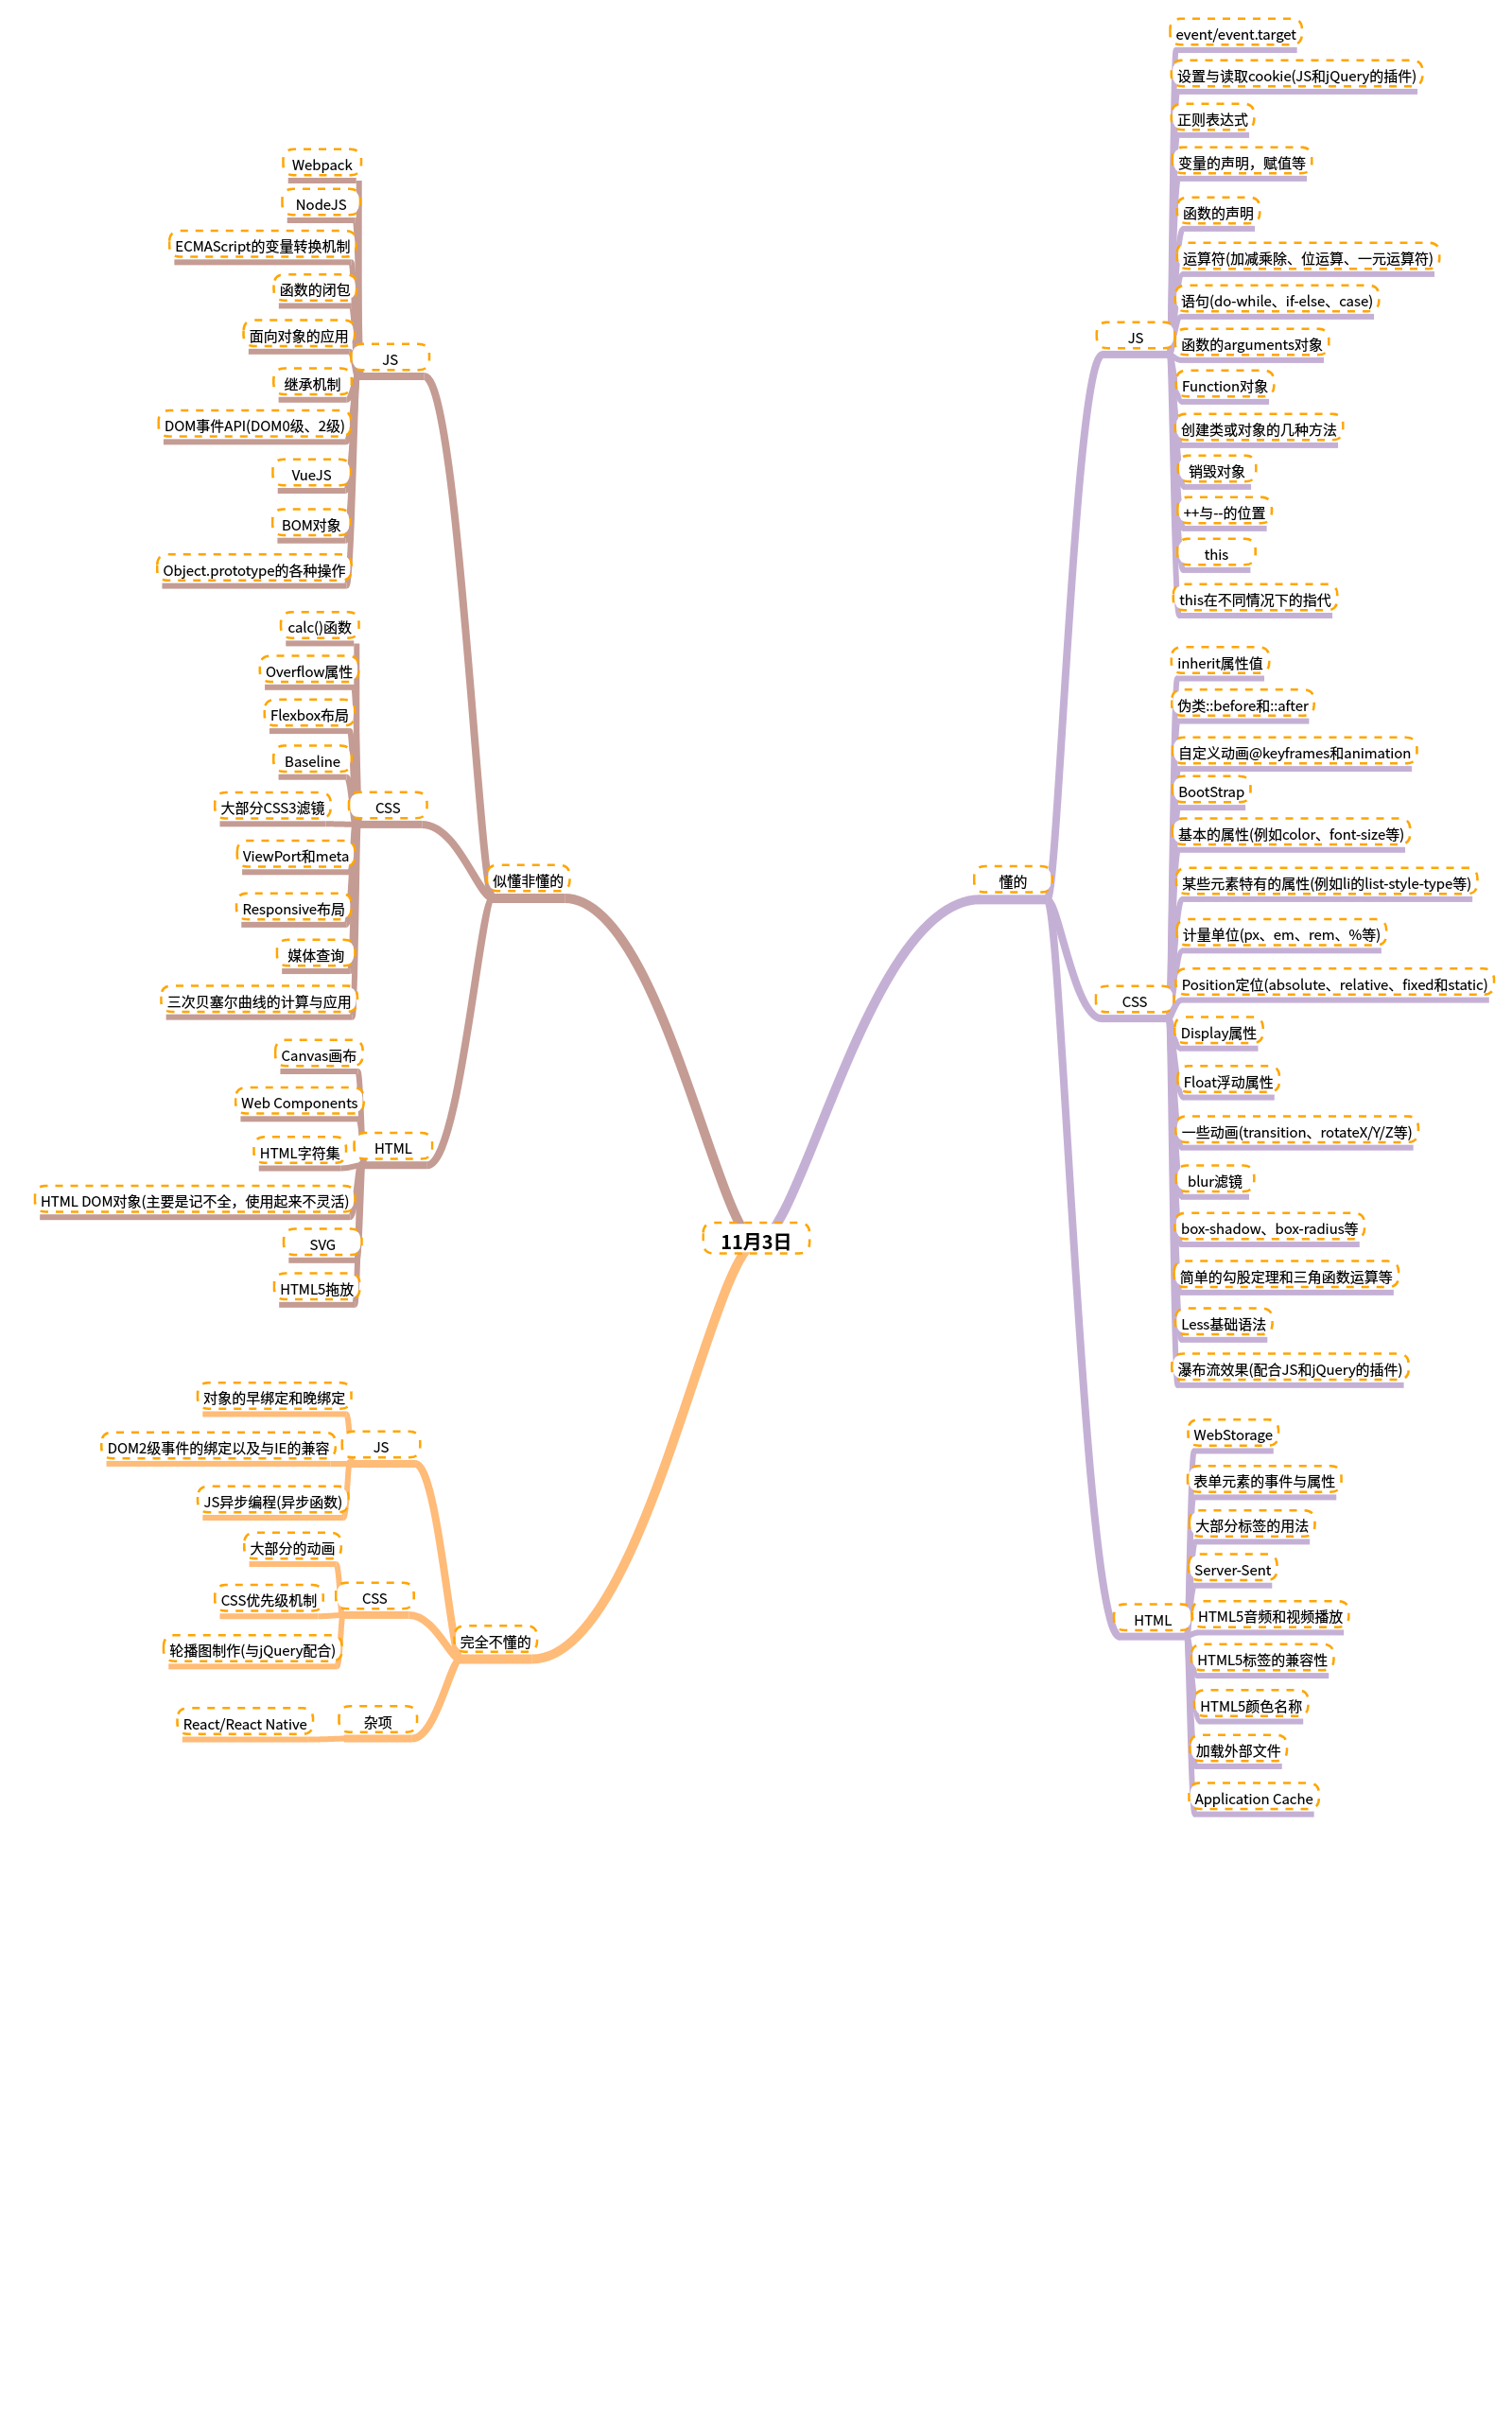 11月3日
懂的
JS
event/event.target
设置与读取cookie(JS和jQuery的插件)
正则表达式
变量的声明，赋值等
函数的声明
运算符(加减乘除、位运算、一元运算符)
语句(do-while、if-else、case)
函数的arguments对象
Function对象
创建类或对象的几种方法
销毁对象
++与--的位置
this
this在不同情况下的指代
CSS
inherit属性值
伪类::before和::after
自定义动画@keyframes和animation
BootStrap
基本的属性(例如color、font-size等)
某些元素特有的属性(例如li的list-style-type等)
计量单位(px、em、rem、%等)
Position定位(absolute、relative、fixed和static)
Display属性
Float浮动属性
一些动画(transition、rotateX/Y/Z等)
blur滤镜
box-shadow、box-radius等
简单的勾股定理和三角函数运算等
Less基础语法
瀑布流效果(配合JS和jQuery的插件)
HTML
WebStorage
表单元素的事件与属性
大部分标签的用法
Server-Sent
HTML5音频和视频播放
HTML5标签的兼容性
HTML5颜色名称
加载外部文件
Application Cache
似懂非懂的
JS
Webpack
NodeJS
ECMAScript的变量转换机制
函数的闭包
面向对象的应用
继承机制
DOM事件API(DOM0级、2级)
VueJS
BOM对象
Object.prototype的各种操作
CSS
calc()函数
Overflow属性
Flexbox布局
Baseline
大部分CSS3滤镜
ViewPort和meta
Responsive布局
媒体查询
三次贝塞尔曲线的计算与应用
HTML
Canvas画布
Web Components
HTML字符集
HTML DOM对象(主要是记不全，使用起来不灵活)
SVG
HTML5拖放
完全不懂的
JS
对象的早绑定和晚绑定
DOM2级事件的绑定以及与IE的兼容
JS异步编程(异步函数)
CSS
大部分的动画
CSS优先级机制
轮播图制作(与jQuery配合)
杂项
React/React Native